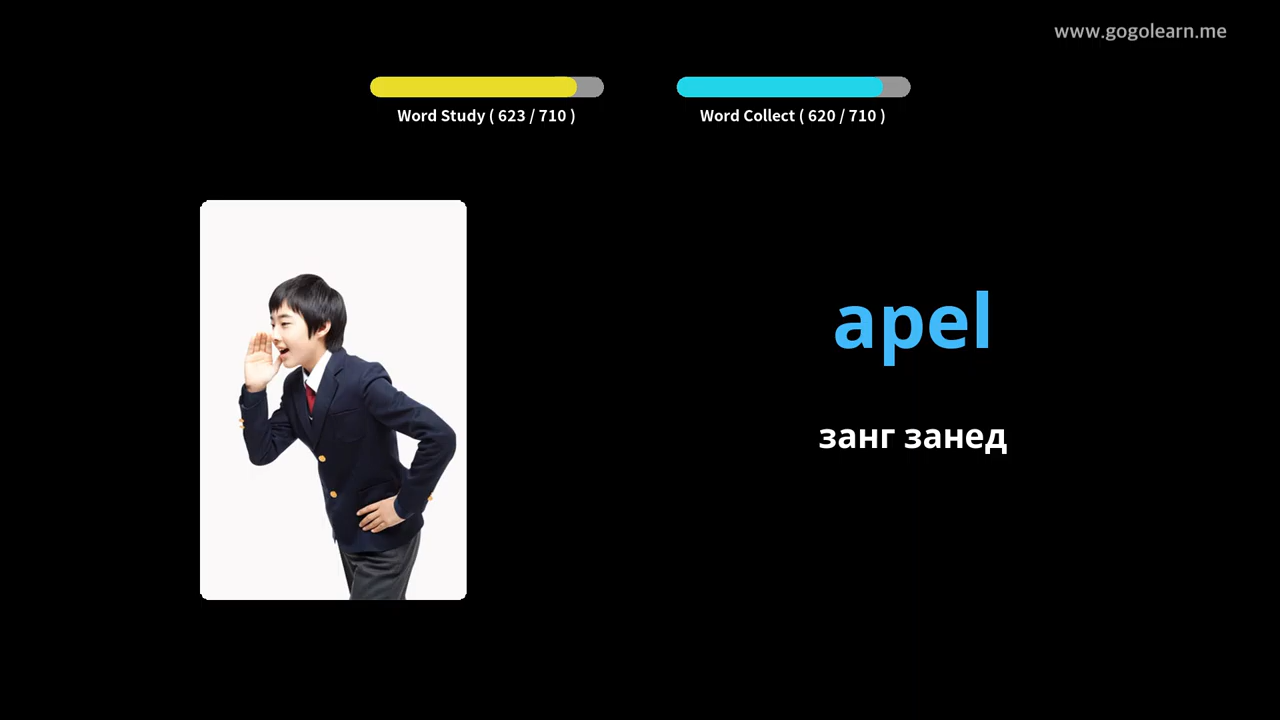 www.gogolearn.me
Word Study ( 623 / 710 )
Word Collect ( 620 / 710 )
apel
занг занед